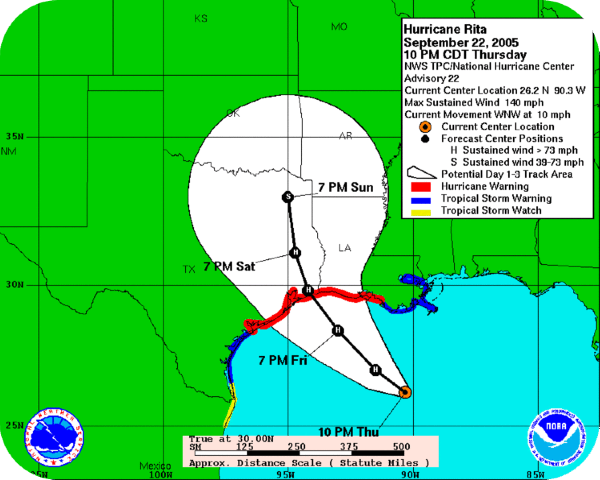 Hurricane Rita
September 22, 2005
10 PM CDT Thursday
NWS TPC/National Hurricane Center
Advisory 22
Current Center Location 26.2 N 90.3 W
Max Sustained Wind 140 mph
Current Movement WNW at 10 mph
Current Center Location
Forecast Center Positions
H Sustained wind > 73 mph
S Sustained wind 39-73 mph
Potential Day 1-3 Track Area
Hurricane Warning
Tropical Storm Warning
Tropical Storm Watch
KS
MO
OK
35N
AR
NM
S
7 PM Sun
LA
H
7 PM Sat
TX
30N
H
H
7 PM Fri
H
10 PM Thu
25N
True at 30.00N
SM 125 250 375 500
Approx. Distance Scale ( Statute Miles )
Mexico
100W
95W
90W
85W
NOAA